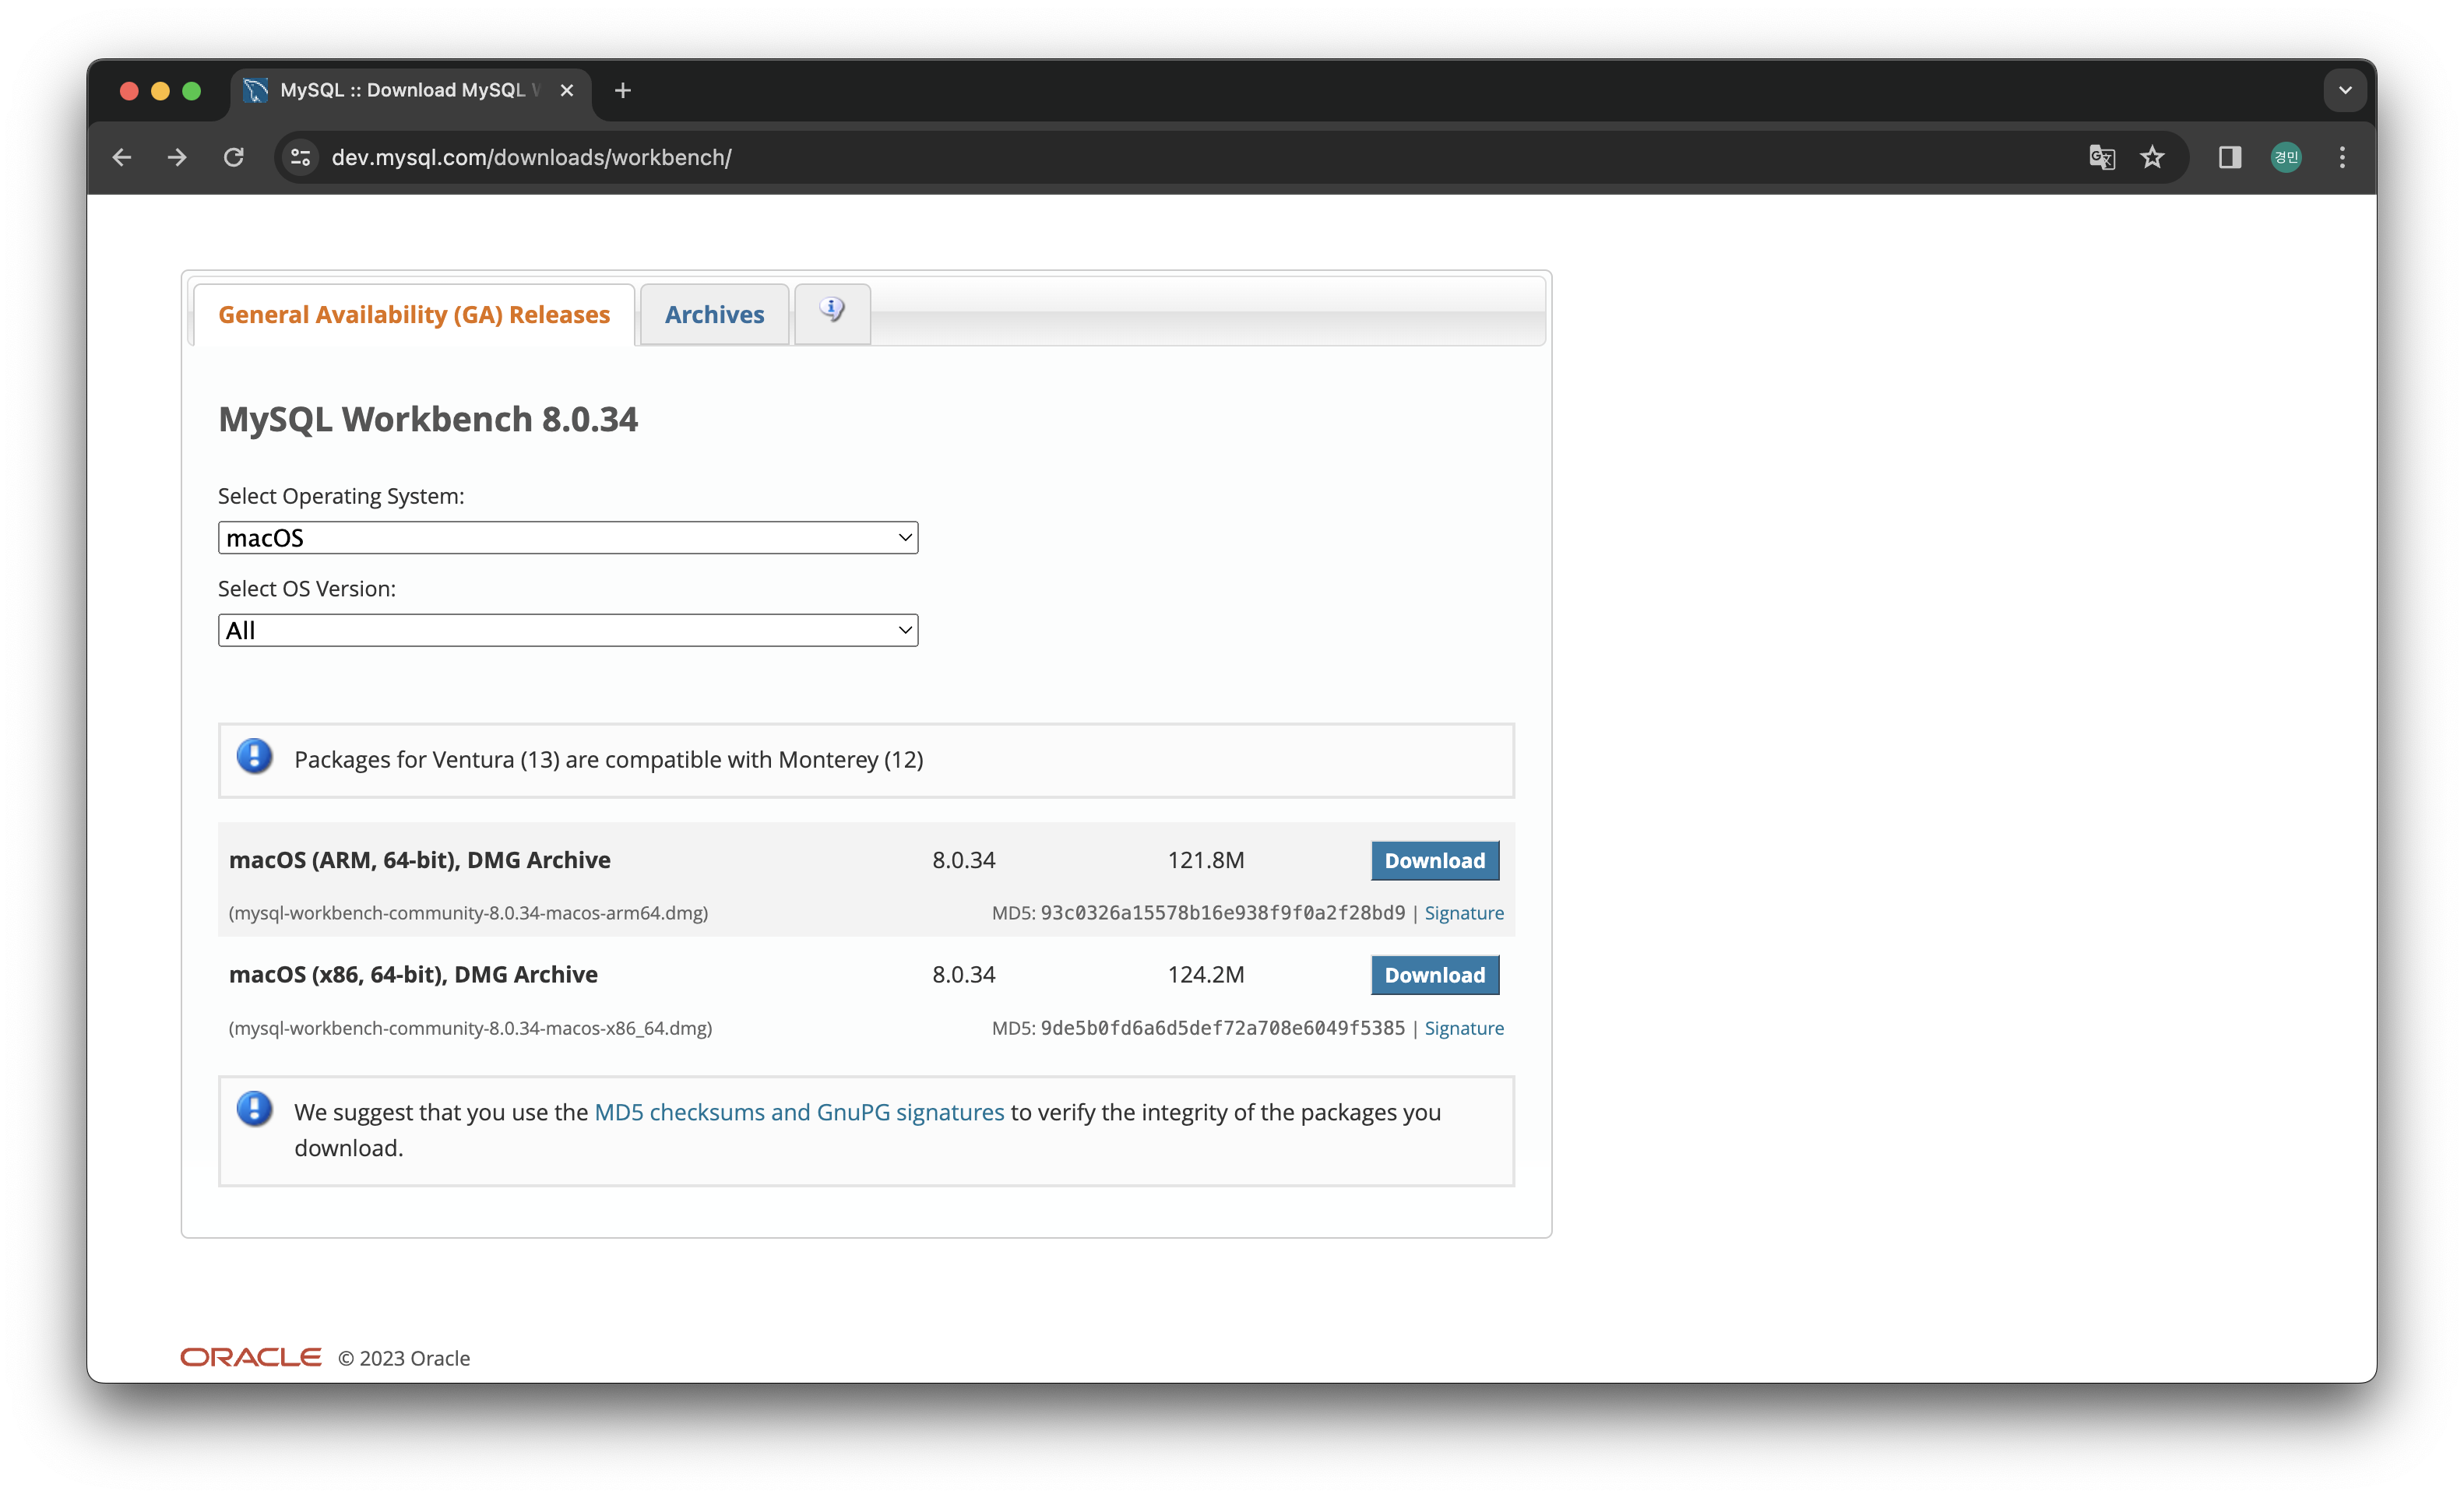 MySQL :: Download MySQL
dev.mysql.com/downloads/workbench/
경민
General Availability (GA) Releases
Archives
MySQL Workbench 8.0.34
Select Operating System:
macOS
Select OS Version:
All
Packages for Ventura (13) are compatible with Monterey (12)
macOS (ARM, 64-bit), DMG Archive 8.0.34 121.8M Download
(mysql-workbench-community-8.0.34-macos-arm64.dmg) MD5: 93c0326a15578b16e938f9f0a2f28bd9 | Signature
macOS (x86, 64-bit), DMG Archive 8.0.34 124.2M Download
(mysql-workbench-community-8.0.34-macos-x86_64.dmg) MD5: 9de5b0fd6a6d5def72a708e6049f5385 | Signature
We suggest that you use the MD5 checksums and GnuPG signatures to verify the integrity of the packages you
download.
ORACLE © 2023 Oracle